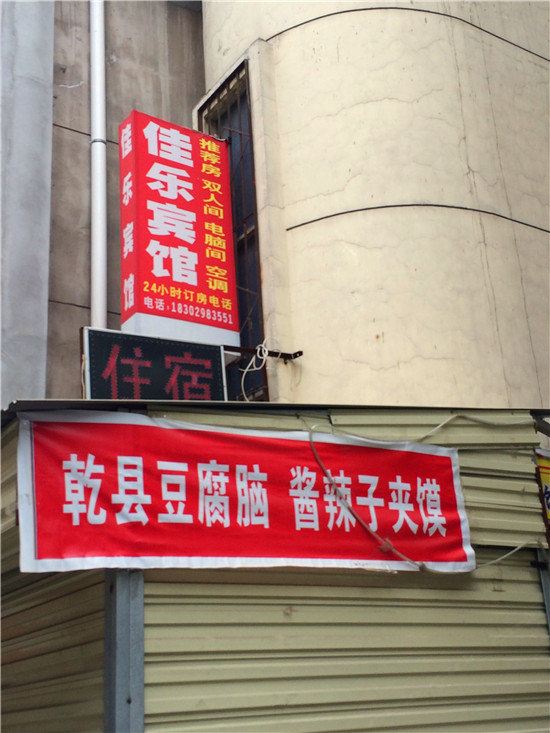 佳乐宾馆
佳乐宾馆
推荐房 双人间 电脑间 空调
24小时订房电话
电话：18302983551
住宿
乾县豆腐脑 酱辣子夹馍